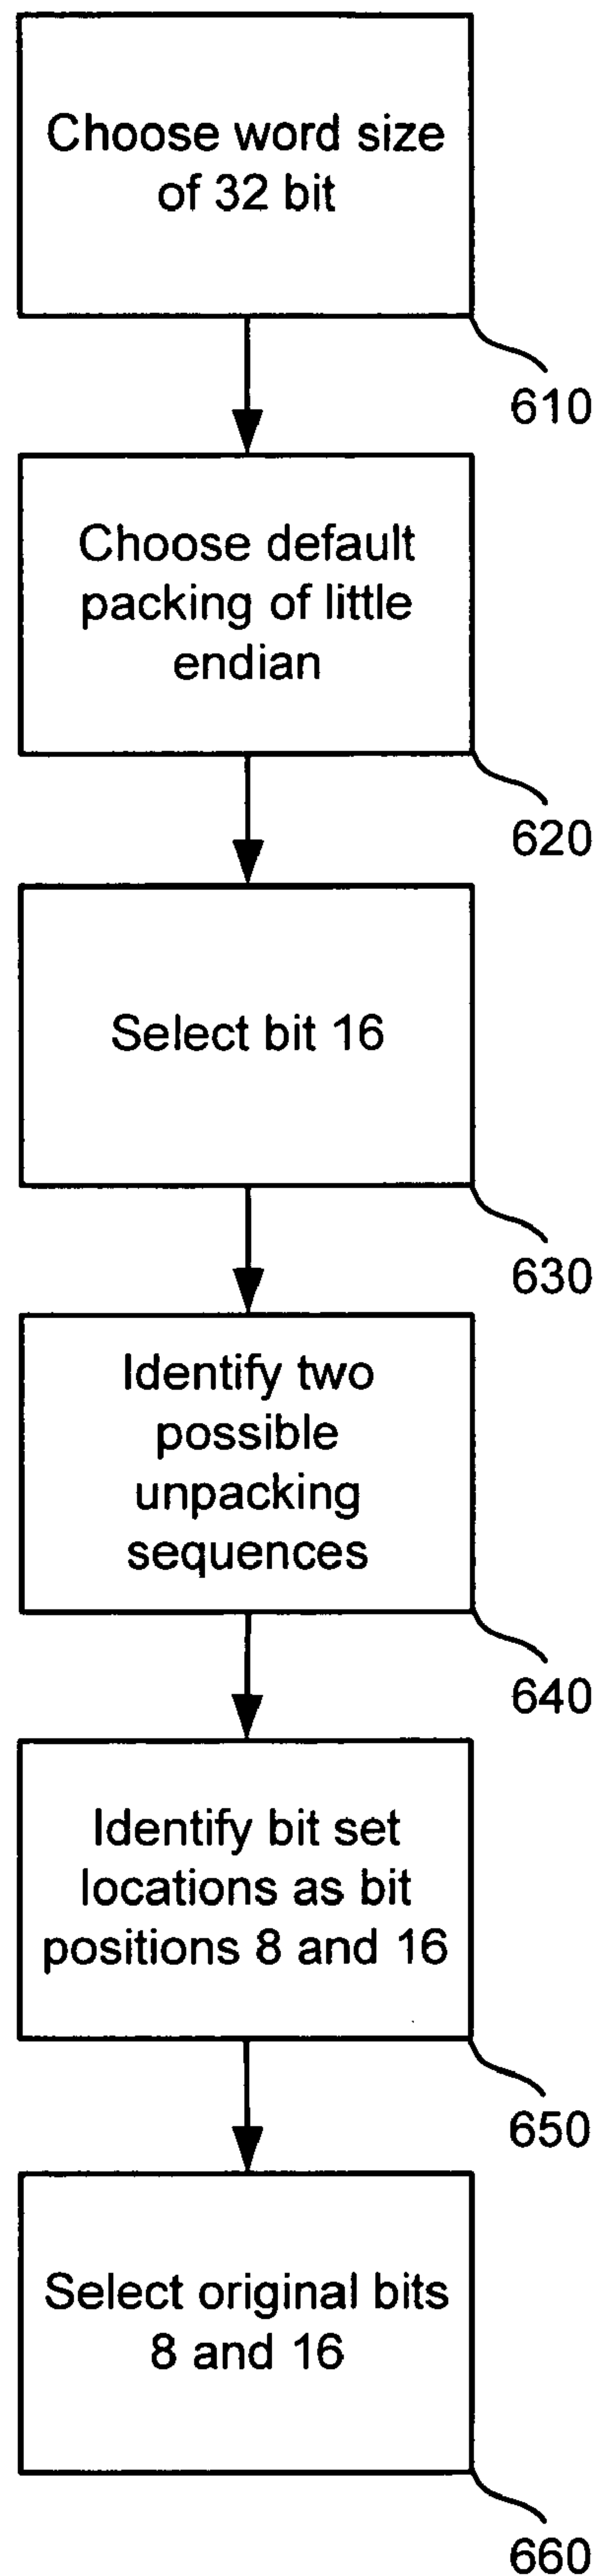 Choose word size
of 32 bit
610
Choose default
packing of little
endian
620
Select bit 16
630
Identify two
possible
unpacking
sequences
640
Identify bit set
locations as bit
positions 8 and 16
650
Select original bits
8 and 16
660